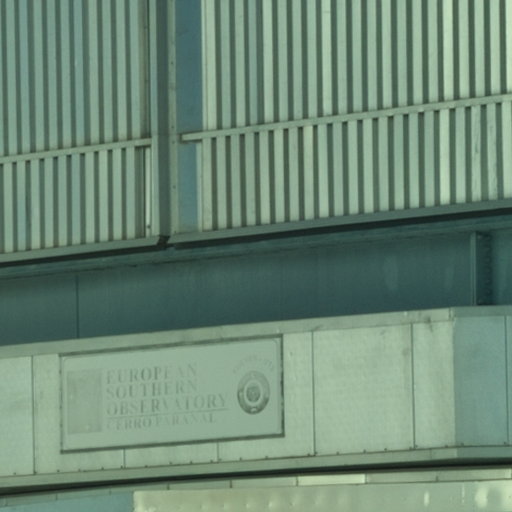 EUROPEAN
SOUTHERN
OBSERVATORY
CERRO PARANAL